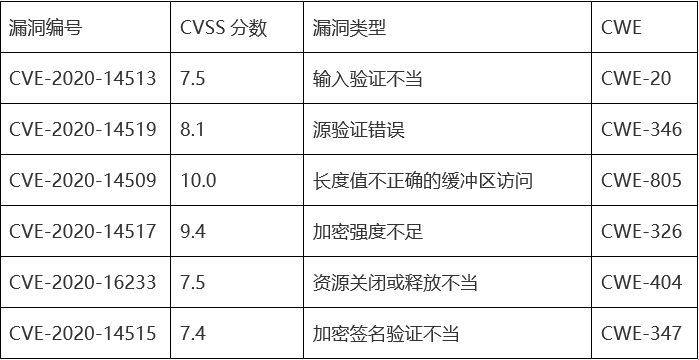 漏洞编号 CVSS 分数 漏洞类型 CWE
CVE-2020-14513 7.5 输入验证不当 CWE-20
CVE-2020-14519 8.1 源验证错误 CWE-346
CVE-2020-14509 10.0 长度值不正确的缓冲区访问 CWE-805
CVE-2020-14517 9.4 加密强度不足 CWE-326
CVE-2020-16233 7.5 资源关闭或释放不当 CWE-404
CVE-2020-14515 7.4 加密签名验证不当 CWE-347